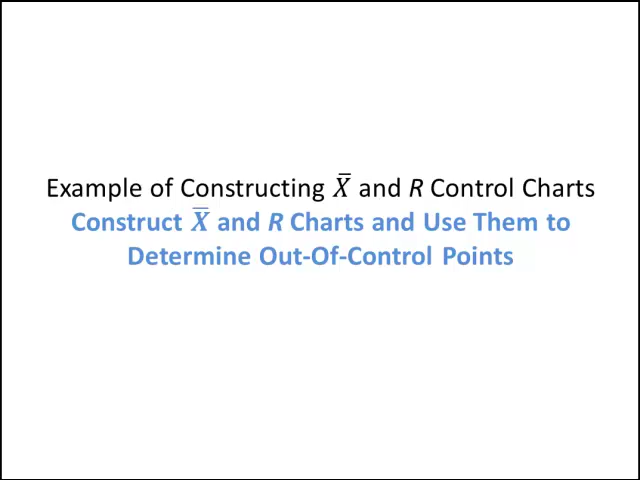 Example of Constructing X̅ and R Control Charts
Construct X̅ and R Charts and Use Them to
Determine Out-Of-Control Points